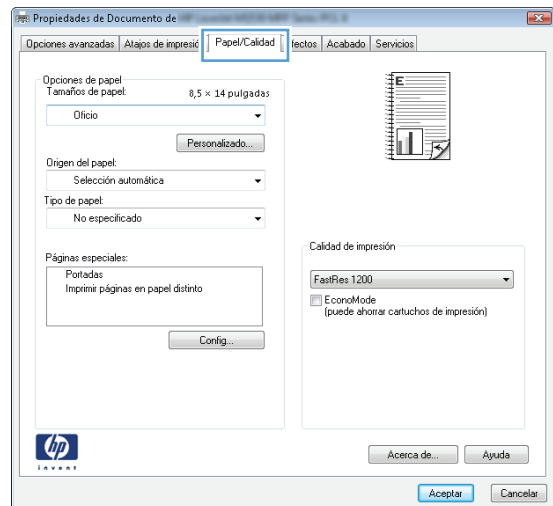 Propiedades de Documento de
Opciones avanzadas Atajos de impresió Papel/Calidad fectos Acabado Servicios
Opciones de papel
Tamaños de papel: 8,5 × 14 pulgadas
Oficio
Personalizado...
Origen del papel:
Selección automática
Tipo de papel:
No especificado
Páginas especiales:
Portadas
Imprimir páginas en papel distinto
Config...
E
Calidad de impresión
FastRes 1200
EconoMode
(puede ahorrar cartuchos de impresión)
hp
invent
Acerca de... Ayuda
Aceptar Cancelar